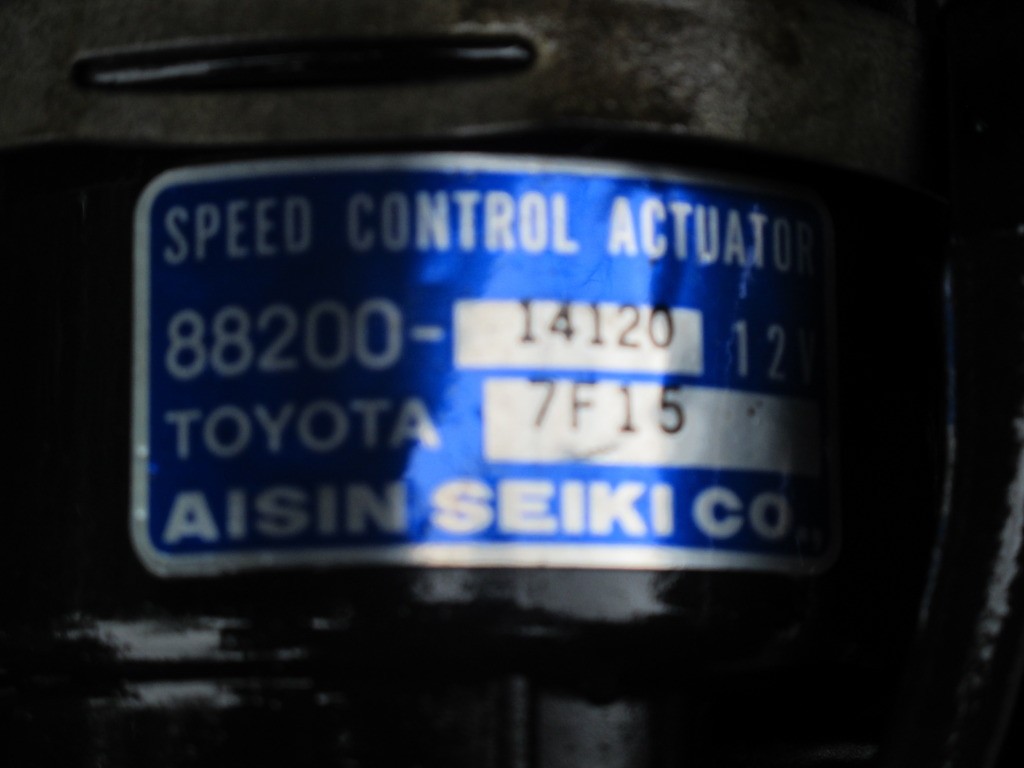 SPEED CONTROL ACTUATOR
88200-14120 12V
TOYOTA 7F15
AISIN SEIKI CO.,